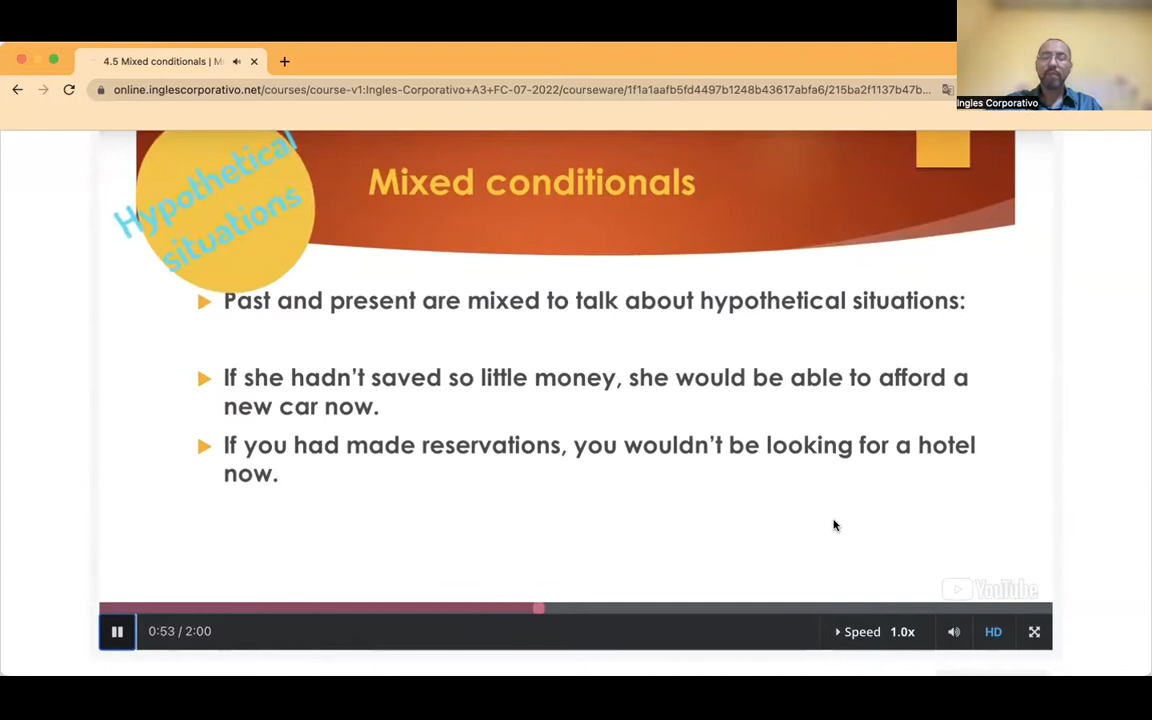 4.5 Mixed conditionals | M
online.inglescorporativo.net/courses/course-v1:Ingles-Corporativo+A3+FC-07-2022/courseware/1f1a1aafb5fd4497b1248b43617abfa6/215ba2f1137b47b...
Ingles Corporativo
Hypothetical
situations
Mixed conditionals
Past and present are mixed to talk about hypothetical situations:
If she hadn't saved so little money, she would be able to afford a
new car now.
If you had made reservations, you wouldn't be looking for a hotel
now.
YouTube
0:53 / 2:00
Speed 1.0x
HD